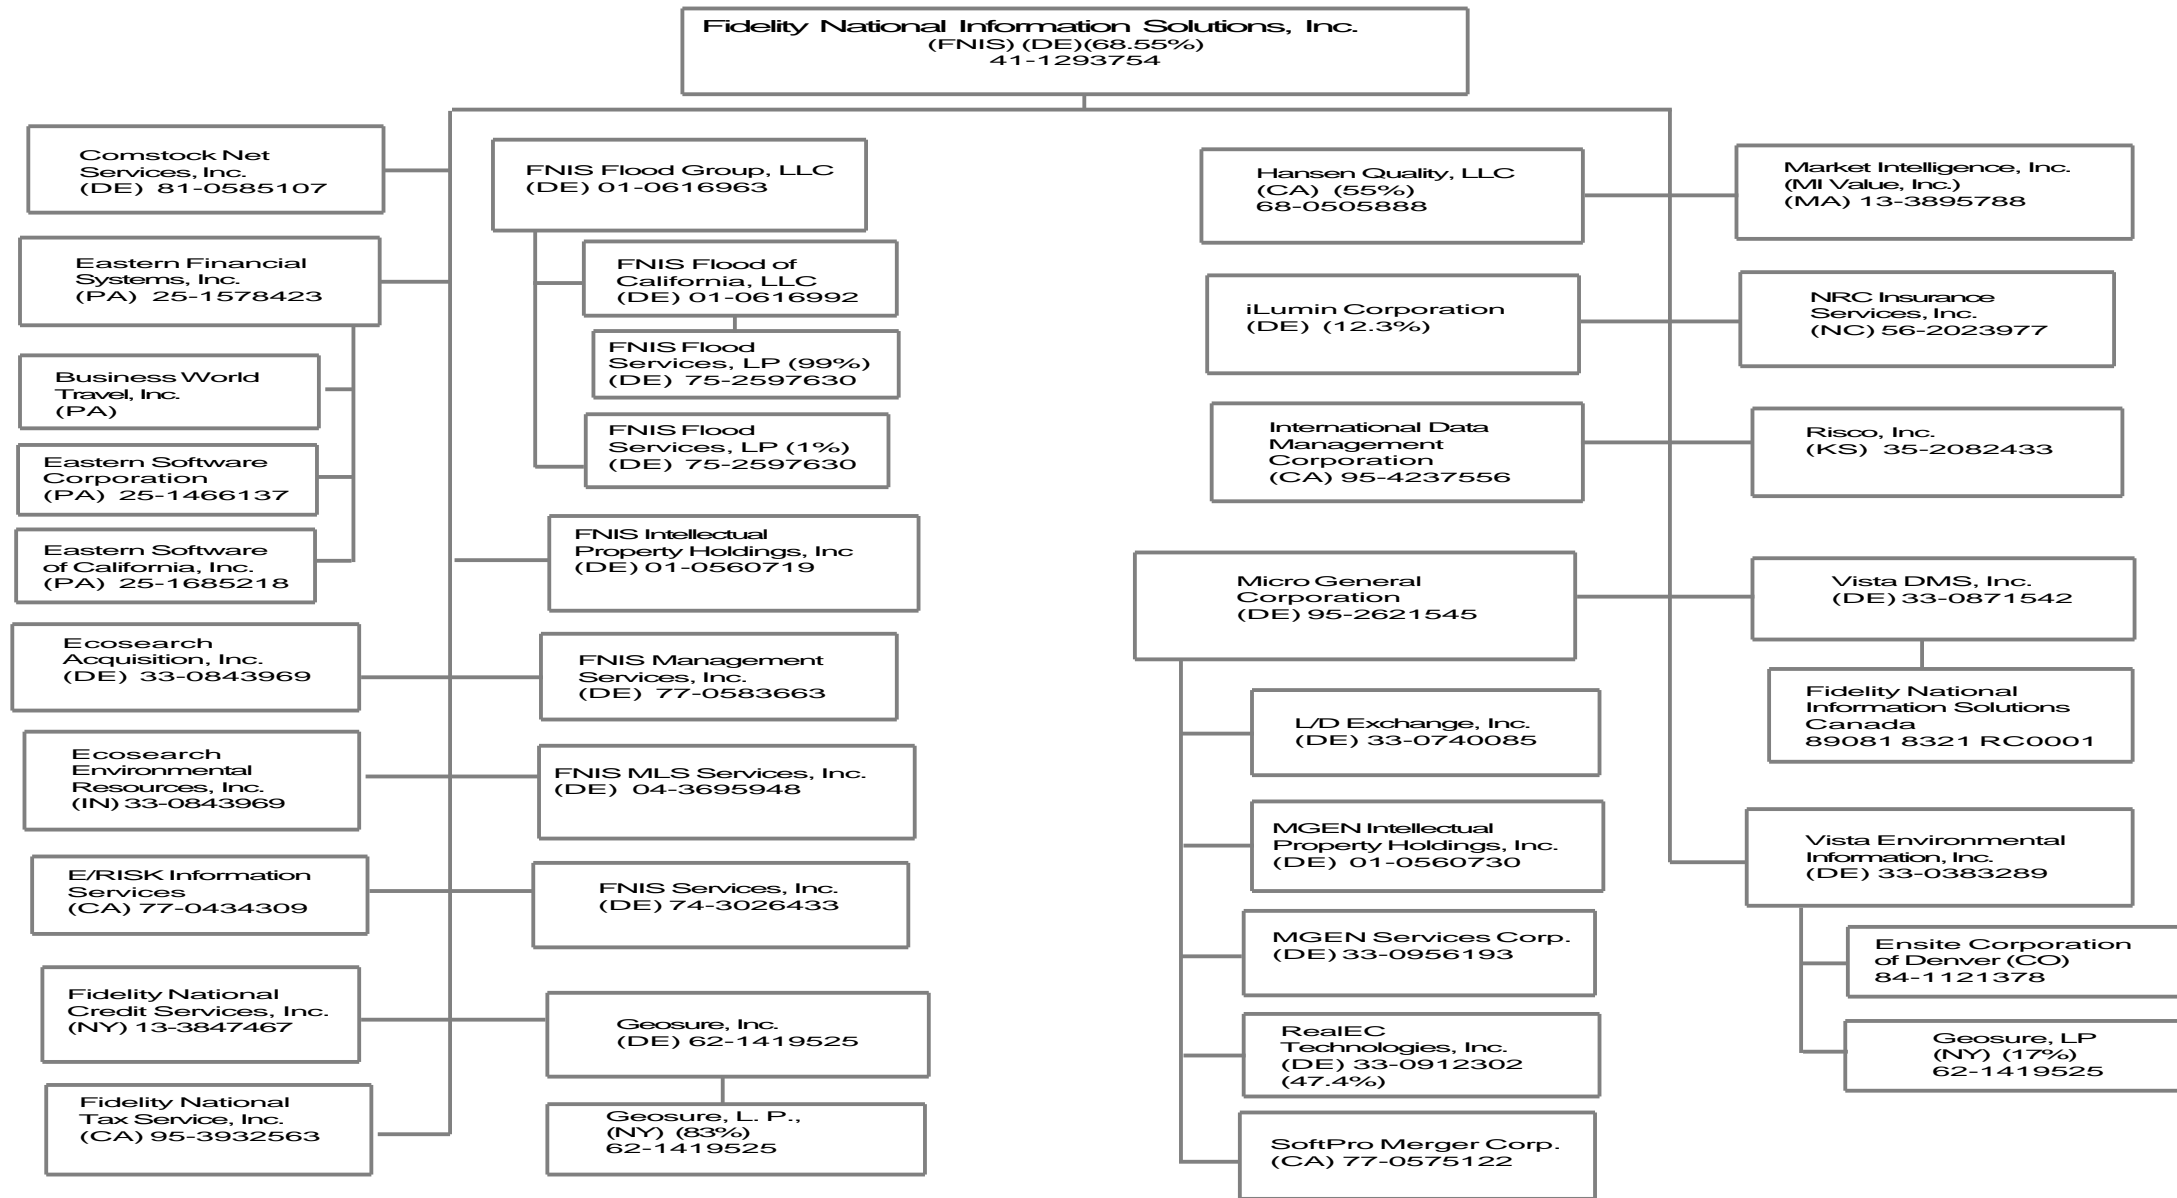 Fidelity National Information Solutions, Inc.
(FNIS) (DE)(68.55%)
41-1293754
Comstock Net
Services, Inc.
(DE) 81-0585107
Eastern Financial
Systems, Inc.
(PA) 25-1578423
Business World
Travel, Inc.
(PA)
Eastern Software
Corporation
(PA) 25-1466137
Eastern Software
of California, Inc.
(PA) 25-1685218
Ecosearch
Acquisition, Inc.
(DE) 33-0843969
Ecosearch
Environmental
Resources, Inc.
(IN) 33-0843969
E/RISK Information
Services
(CA) 77-0434309
Fidelity National
Credit Services, Inc.
(NY) 13-3847467
Fidelity National
Tax Service, Inc.
(CA) 95-3932563
FNIS Flood Group, LLC
(DE) 01-0616963
FNIS Flood of
California, LLC
(DE) 01-0616992
FNIS Flood
Services, LP (99%)
(DE) 75-2597630
FNIS Flood
Services, LP (1%)
(DE) 75-2597630
FNIS Intellectual
Property Holdings, Inc
(DE) 01-0560719
FNIS Management
Services, Inc.
(DE) 77-0583663
FNIS MLS Services, Inc.
(DE) 04-3695948
FNIS Services, Inc.
(DE) 74-3026433
Geosure, Inc.
(DE) 62-1419525
Geosure, L. P.,
(NY) (83%)
62-1419525
Hansen Quality, LLC
(CA) (55%)
68-0505888
iLumin Corporation
(DE) (12.3%)
International Data
Management
Corporation
(CA) 95-4237556
Micro General
Corporation
(DE) 95-2621545
L/D Exchange, Inc.
(DE) 33-0740085
MGEN Intellectual
Property Holdings, Inc.
(DE) 01-0560730
MGEN Services Corp.
(DE) 33-0956193
RealEC
Technologies, Inc.
(DE) 33-0912302
(47.4%)
SoftPro Merger Corp.
(CA) 77-0575122
Market Intelligence, Inc.
(MI Value, Inc.)
(MA) 13-3895788
NRC Insurance
Services, Inc.
(NC) 56-2023977
Risco, Inc.
(KS) 35-2082433
Vista DMS, Inc.
(DE) 33-0871542
Fidelity National
Information Solutions
Canada
89081 8321 RC0001
Vista Environmental
Information, Inc.
(DE) 33-0383289
Ensite Corporation
of Denver (CO)
84-1121378
Geosure, LP
(NY) (17%)
62-1419525